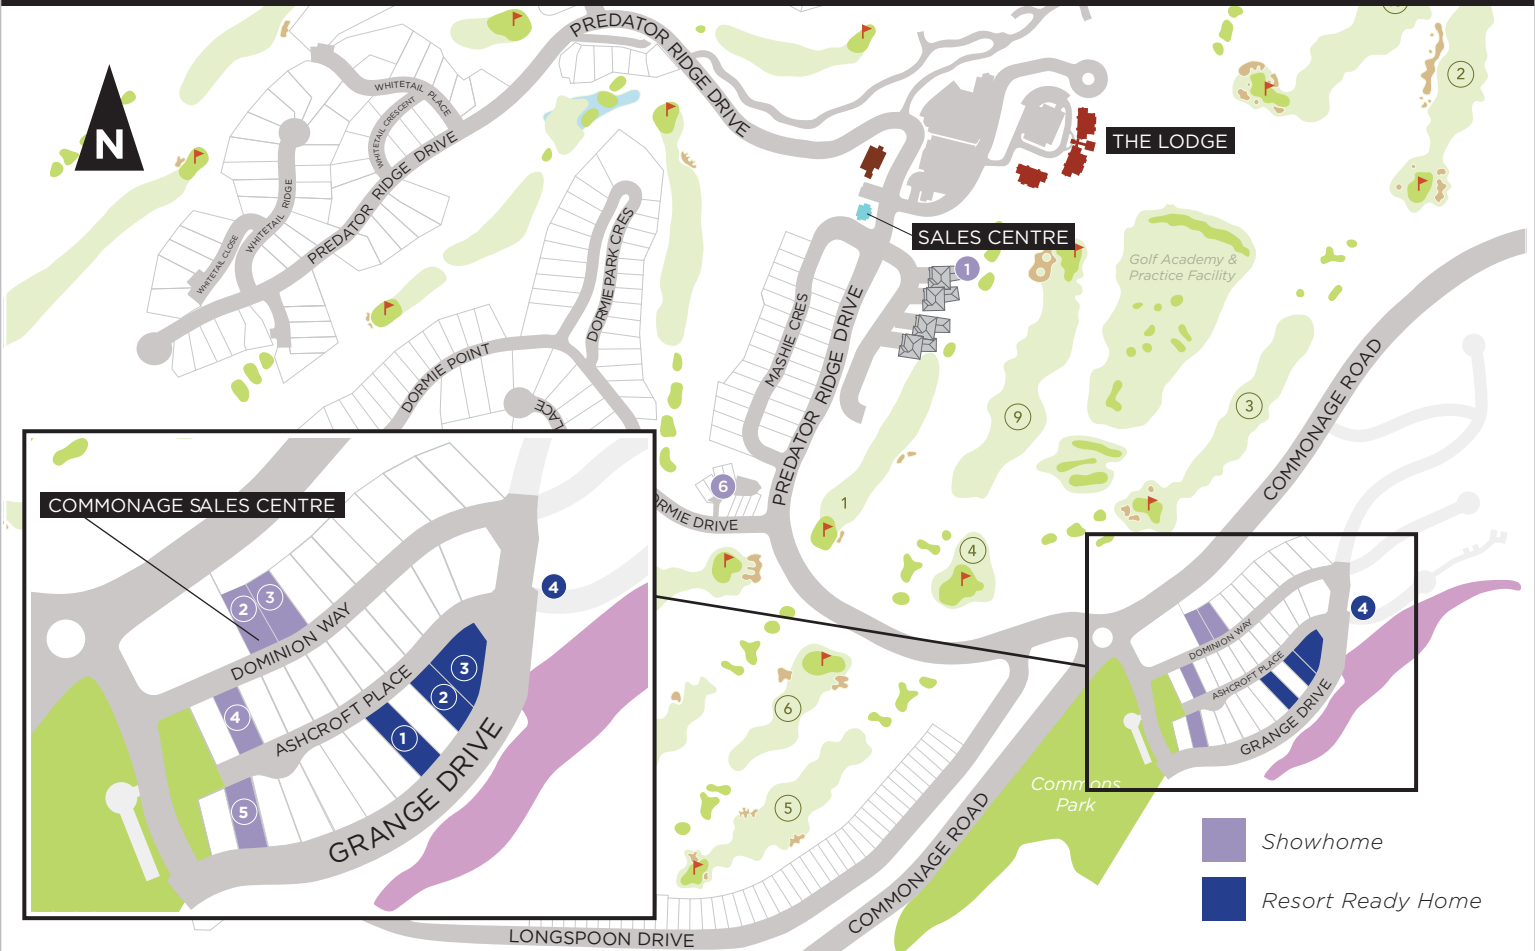 PREDATOR RIDGE DRIVE
2
WHITETAIL PLACE
WHITETAIL CRESCENT
N
THE LODGE
PREDATOR RIDGE DRIVE
WHITETAIL RIDGE
WHITETAIL CLOSE
SALES CENTRE
1
Golf Academy &
Practice Facility
DORMIE PARK CRES
MASHIE CRES
PREDATOR RIDGE DRIVE
DORMIE POINT
LACE
9
3
COMMONAGE ROAD
6
1
ORMIE DRIVE
4
COMMONAGE SALES CENTRE
2
3
4
DOMINION WAY
4
ASHCROFT PLACE
3
2
1
5
GRANGE DRIVE
4
DOMINION WAY
ASHCROFT PLACE
GRANGE DRIVE
6
5
Commons
Park
COMMONAGE ROAD
LONGSPOON DRIVE
Showhome
Resort Ready Home